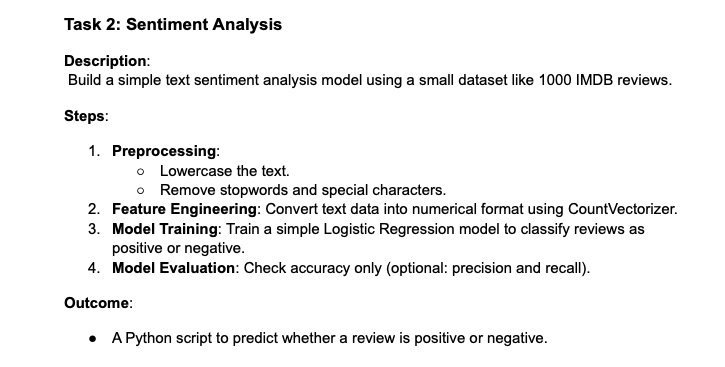 Task 2: Sentiment Analysis
Description:
Build a simple text sentiment analysis model using a small dataset like 1000 IMDB reviews.
Steps:
1. Preprocessing:
○ Lowercase the text.
○ Remove stopwords and special characters.
2. Feature Engineering: Convert text data into numerical format using CountVectorizer.
3. Model Training: Train a simple Logistic Regression model to classify reviews as
positive or negative.
4. Model Evaluation: Check accuracy only (optional: precision and recall).
Outcome:
● A Python script to predict whether a review is positive or negative.